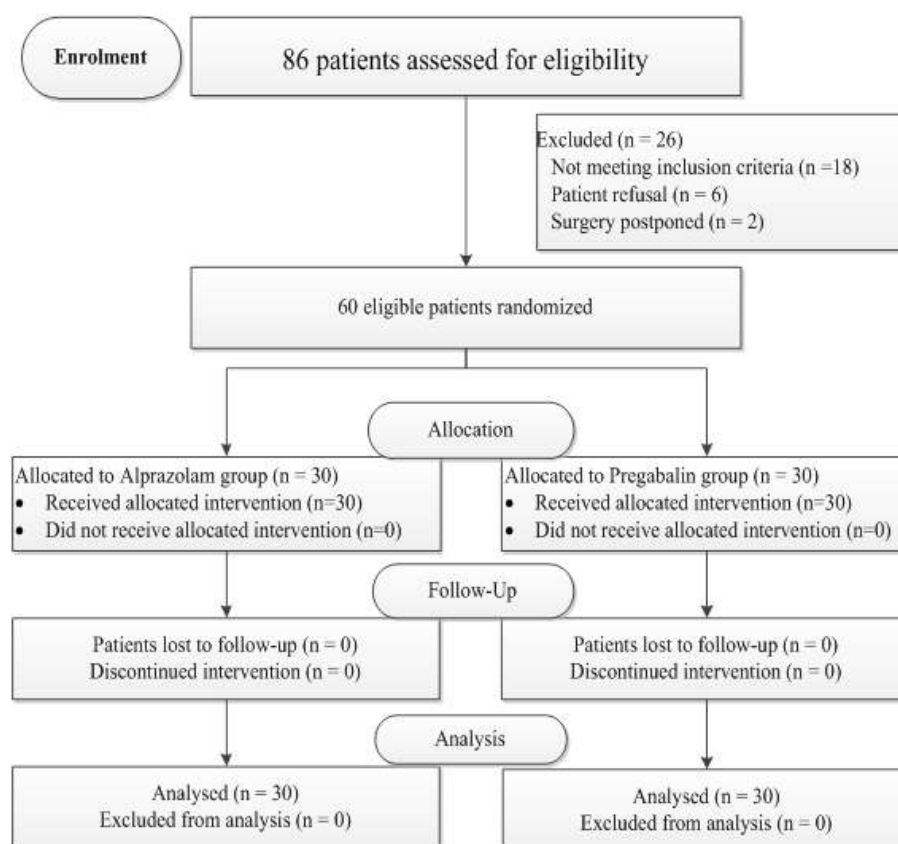 Enrolment
86 patients assessed for eligibility
Excluded (n = 26)
Not meeting inclusion criteria (n =18)
Patient refusal (n = 6)
Surgery postponed (n = 2)
60 eligible patients randomized
Allocation
Allocated to Alprazolam group (n = 30)
• Received allocated intervention (n=30)
• Did not receive allocated intervention (n=0)
Allocated to Pregabalin group (n = 30)
• Received allocated intervention (n=30)
• Did not receive allocated intervention (n=0)
Follow-Up
Patients lost to follow-up (n = 0)
Discontinued intervention (n = 0)
Patients lost to follow-up (n = 0)
Discontinued intervention (n = 0)
Analysis
Analysed (n = 30)
Excluded from analysis (n = 0)
Analysed (n = 30)
Excluded from analysis (n = 0)